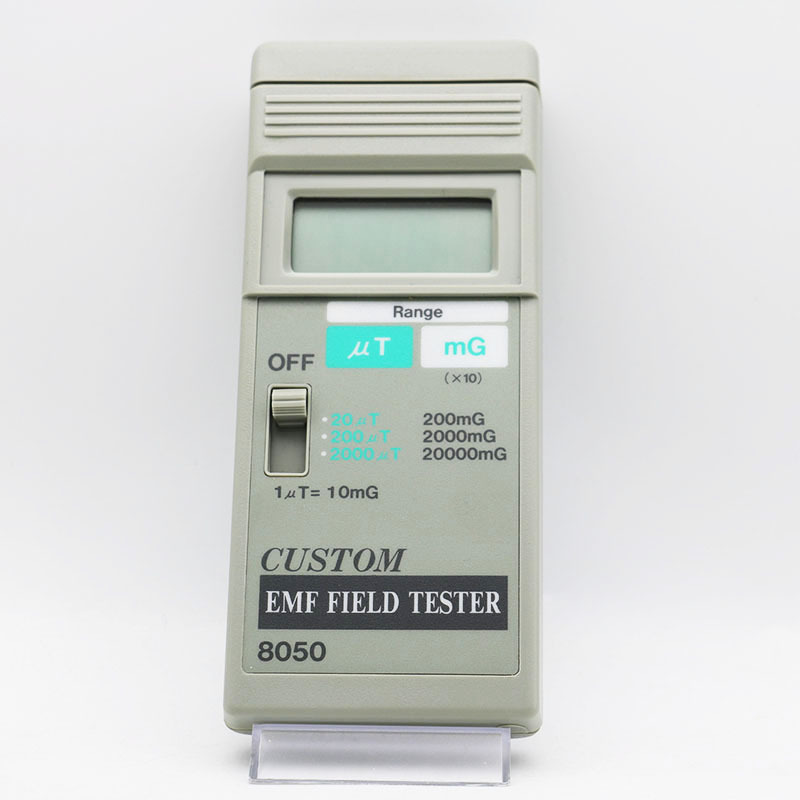 Range
μT mG
(×10)
OFF
・20μT 200mG
・200μT 2000mG
・2000μT 20000mG
1μT= 10mG
CUSTOM
EMF FIELD TESTER
8050